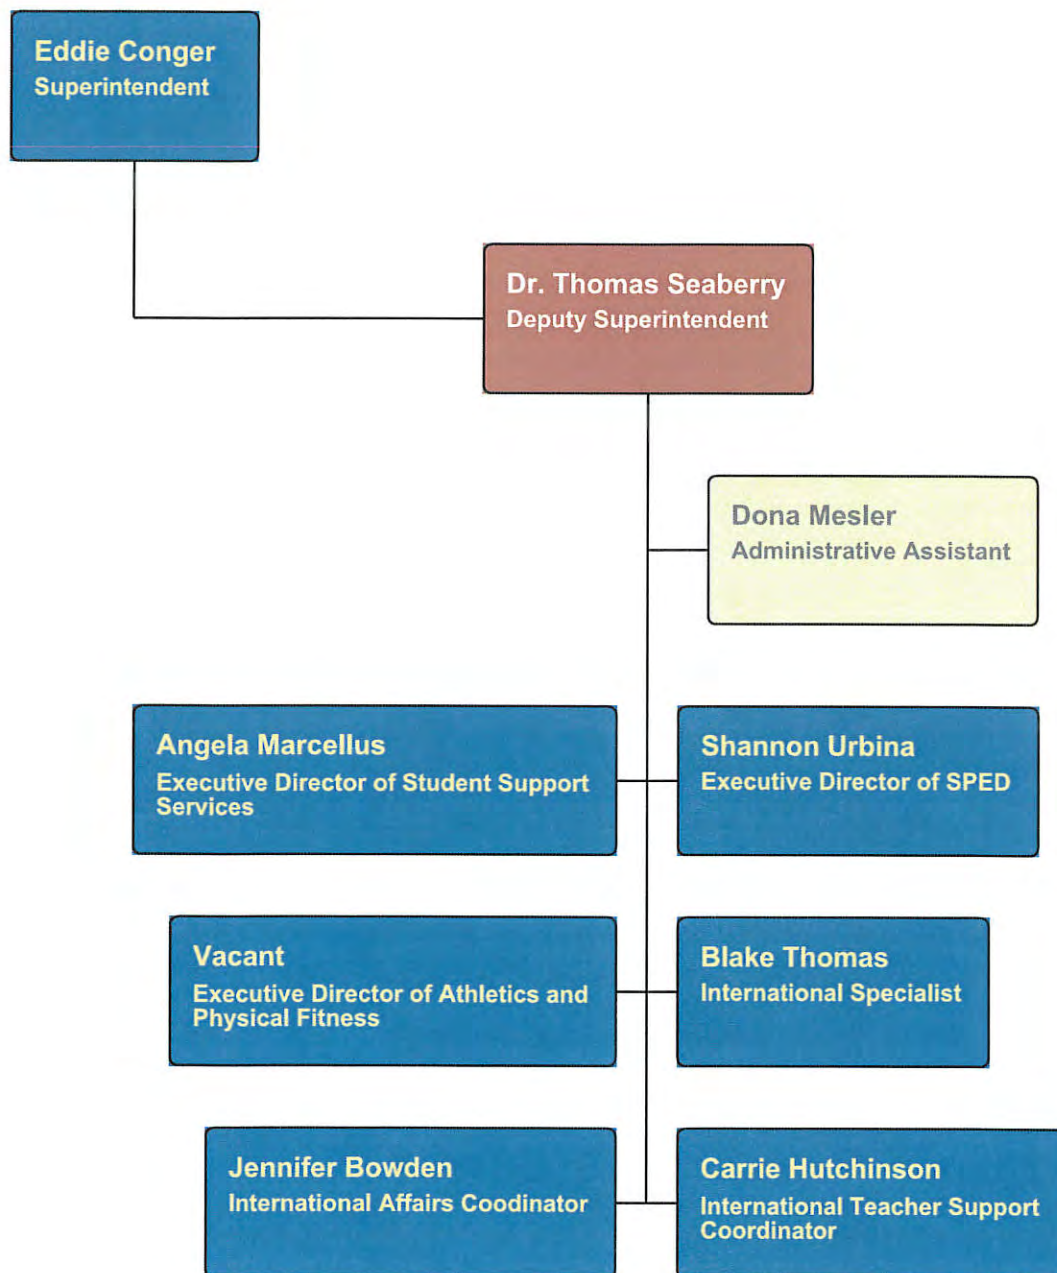 Eddie Conger
Superintendent
Dr. Thomas Seaberry
Deputy Superintendent
Dona Mesler
Administrative Assistant
Angela Marcellus
Executive Director of Student Support
Services
Shannon Urbina
Executive Director of SPED
Vacant
Executive Director of Athletics and
Physical Fitness
Blake Thomas
International Specialist
Jennifer Bowden
International Affairs Coodinator
Carrie Hutchinson
International Teacher Support
Coordinator